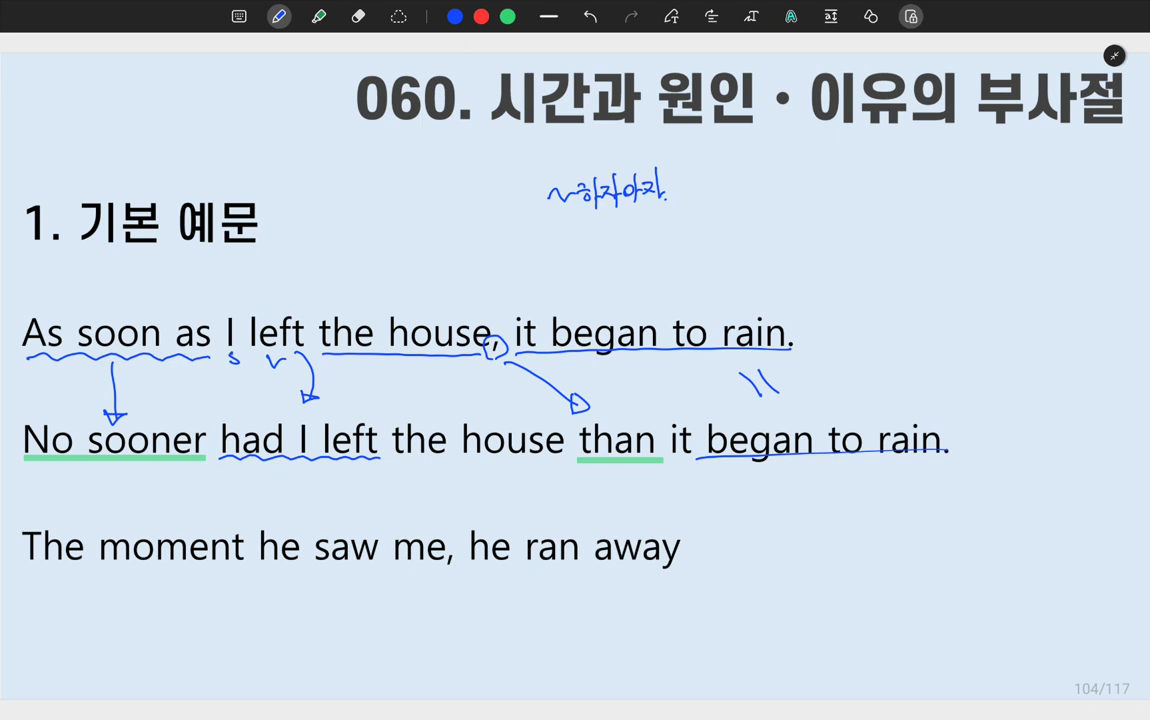 060. 시간과 원인・이유의 부사절
~하자마자.
1. 기본 예문
As soon as I left the house, it began to rain.
s v
No sooner had I left the house than it began to rain.
The moment he saw me, he ran away
104/117